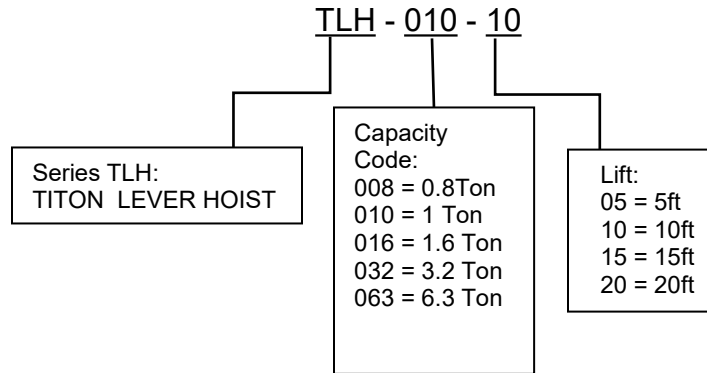 TLH - 010 - 10
Series TLH:
TITON LEVER HOIST
Capacity
Code:
008 = 0.8Ton
010 = 1 Ton
016 = 1.6 Ton
032 = 3.2 Ton
063 = 6.3 Ton
Lift:
05 = 5ft
10 = 10ft
15 = 15ft
20 = 20ft